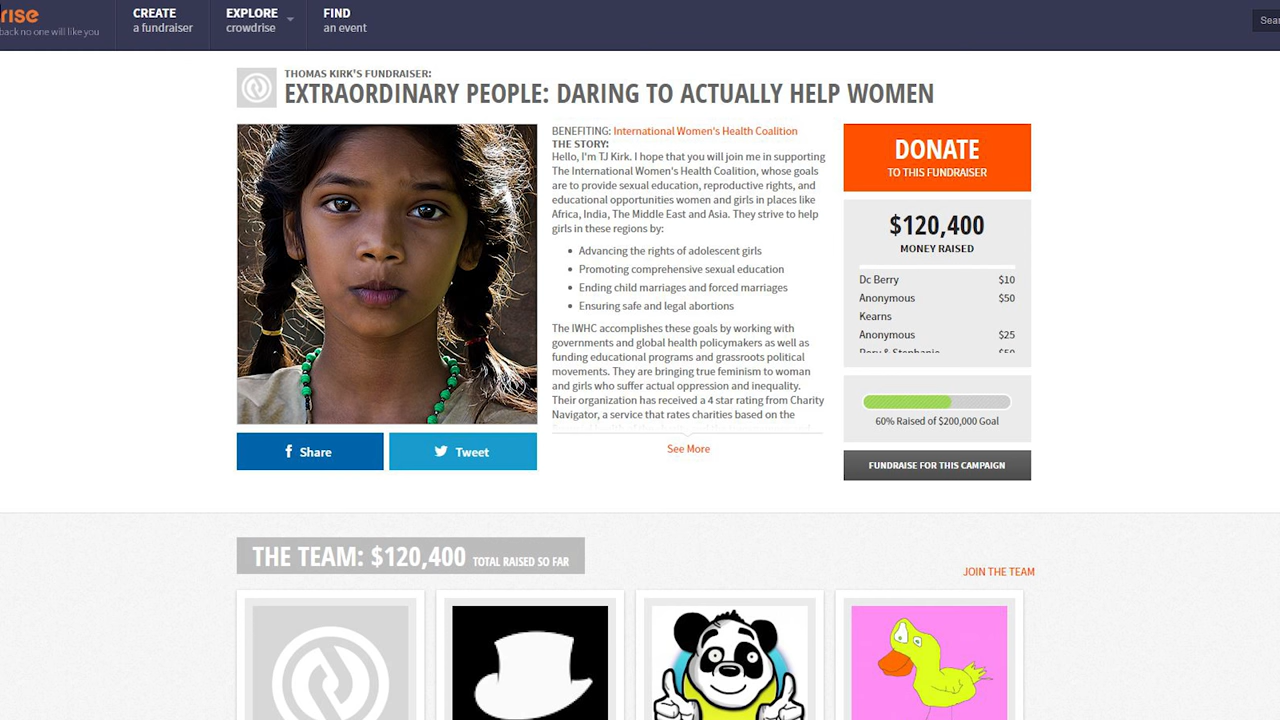 rise
back no one will like you
CREATE
a fundraiser
EXPLORE
crowdrise
FIND
an event
Sear
THOMAS KIRK'S FUNDRAISER:
EXTRAORDINARY PEOPLE: DARING TO ACTUALLY HELP WOMEN
BENEFITING: International Women's Health Coalition
THE STORY:
Hello, I'm TJ Kirk. I hope that you will join me in supporting
The International Women's Health Coalition, whose goals
are to provide sexual education, reproductive rights, and
educational opportunities women and girls in places like
Africa, India, The Middle East and Asia. They strive to help
girls in these regions by:
• Advancing the rights of adolescent girls
• Promoting comprehensive sexual education
• Ending child marriages and forced marriages
• Ensuring safe and legal abortions
The IWHC accomplishes these goals by working with
governments and global health policymakers as well as
funding educational programs and grassroots political
movements. They are bringing true feminism to woman
and girls who suffer actual oppression and inequality.
Their organization has received a 4 star rating from Charity
Navigator, a service that rates charities based on the
See More
Share
Tweet
DONATE
TO THIS FUNDRAISER
$120,400
MONEY RAISED
Dc Berry $10
Anonymous $50
Kearns
Anonymous $25
Rory & Stephanie $50
60% Raised of $200,000 Goal
FUNDRAISE FOR THIS CAMPAIGN
THE TEAM: $120,400 TOTAL RAISED SO FAR
JOIN THE TEAM